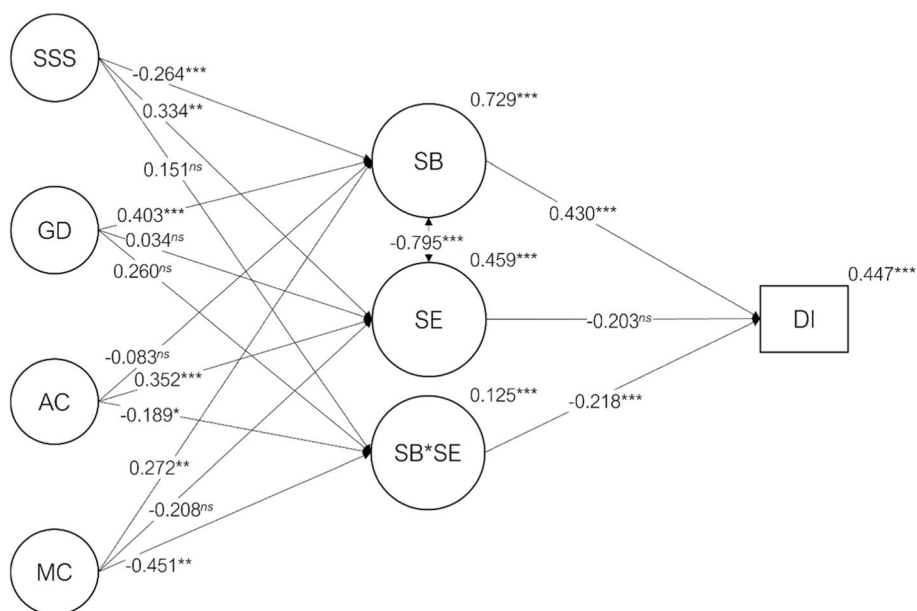 SSS
-0.264***
0.729***
0.334**
SB
0.151ns
0.430***
GD
0.403***
0.034ns
-0.795***
0.260ns
0.459***
0.447***
SE
-0.203ns
DI
-0.083ns
0.352***
0.125***
AC
-0.189*
-0.218***
SB*SE
0.272**
-0.208ns
MC
-0.451**